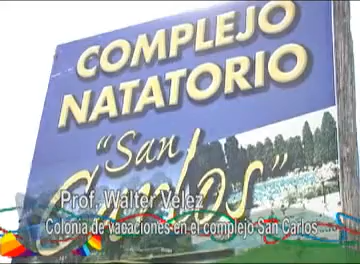 COMPLEJO
NATATORIO
"San
Carlos"
Prof. Walter Velez
Colonia de vacaciones en el complejo San Carlos